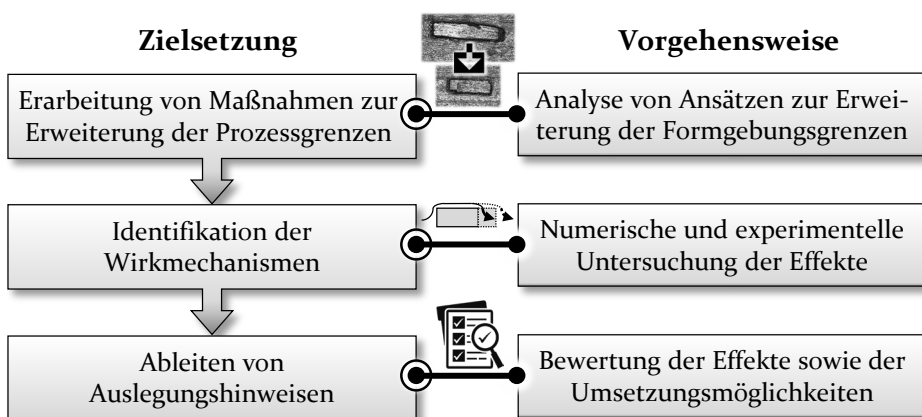 Zielsetzung
Vorgehensweise
Erarbeitung von Maßnahmen zur
Erweiterung der Prozessgrenzen
Analyse von Ansätzen zur Erwei-
terung der Formgebungsgrenzen
Identifikation der
Wirkmechanismen
Numerische und experimentelle
Untersuchung der Effekte
Ableiten von
Auslegungshinweisen
Bewertung der Effekte sowie der
Umsetzungsmöglichkeiten